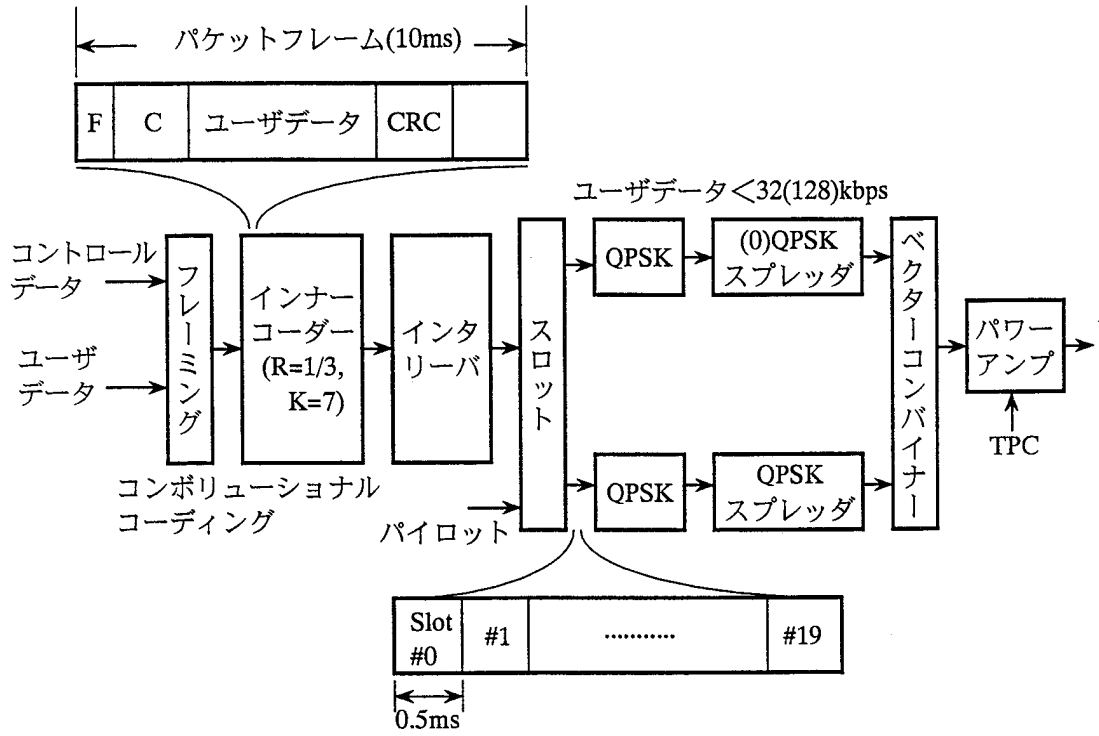 パケットフレーム(10ms)
F
C
ユーザデータ
CRC
ユーザデータ<32(128)kbps
コントロール
データ
ユーザ
データ
フレーミング
インナー
コーダー
(R=1/3,
K=7)
コンボリューショナル
コーディング
インタ
リーバ
パイロット
スロット
QPSK
(0)QPSK
スプレッダ
QPSK
QPSK
スプレッダ
ベクターコンバイナー
パワー
アンプ
TPC
Slot
#0
#1
...........
#19
0.5ms